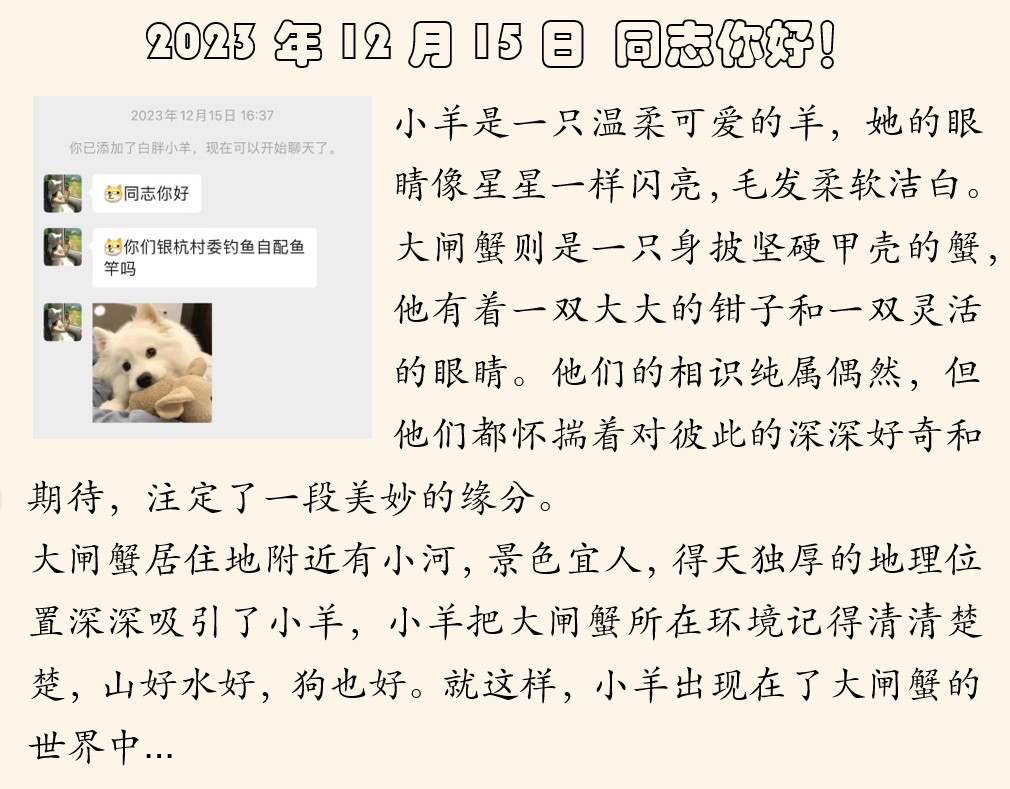 2023 年 12 月 15 日 同志你好！
2023年12月15日 16:37
你已添加了白胖小羊，现在可以开始聊天了。
同志你好
你们银杭村委钓鱼自配鱼
竿吗
小羊是一只温柔可爱的羊，她的眼
睛像星星一样闪亮，毛发柔软洁白。
大闸蟹则是一只身披坚硬甲壳的蟹，
他有着一双大大的钳子和一双灵活
的眼睛。他们的相识纯属偶然，但
他们都怀揣着对彼此的深深好奇和
期待，注定了一段美妙的缘分。
大闸蟹居住地附近有小河，景色宜人，得天独厚的地理位
置深深吸引了小羊，小羊把大闸蟹所在环境记得清清楚
楚，山好水好，狗也好。就这样，小羊出现在了大闸蟹的
世界中...